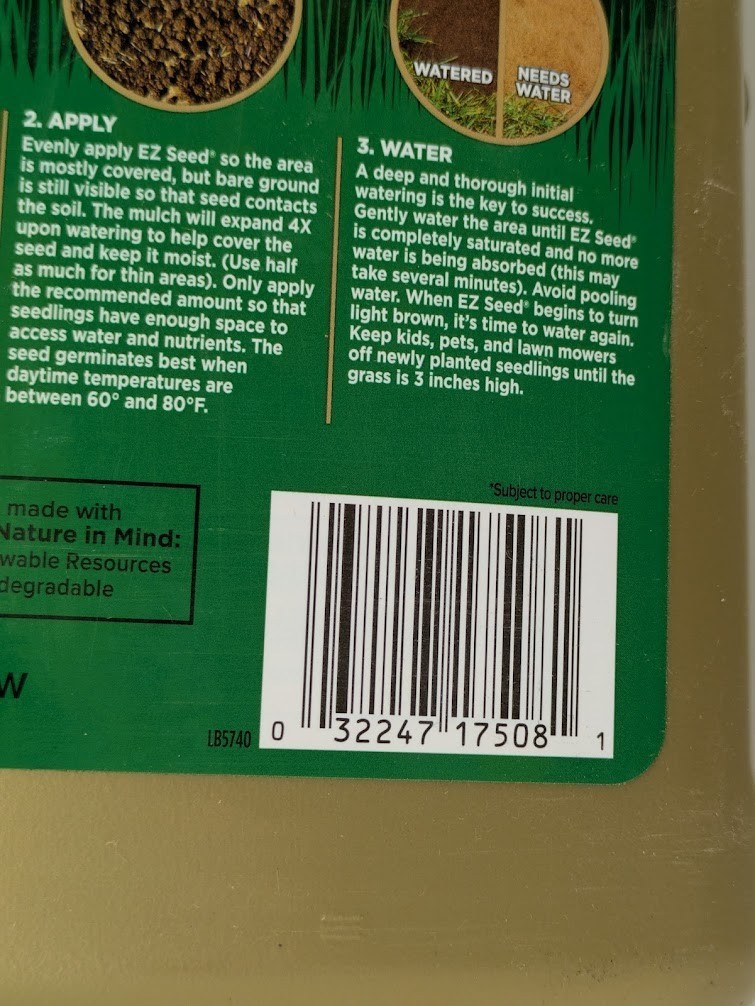 WATERED
NEEDS
WATER
2. APPLY
Evenly apply EZ Seed® so the area
is mostly covered, but bare ground
is still visible so that seed contacts
the soil. The mulch will expand 4X
upon watering to help cover the
seed and keep it moist. (Use half
as much for thin areas). Only apply
the recommended amount so that
seedlings have enough space to
access water and nutrients. The
seed germinates best when
daytime temperatures are
between 60° and 80°F.
3. WATER
A deep and thorough initial
watering is the key to success.
Gently water the area until EZ Seed®
is completely saturated and no more
water is being absorbed (this may
take several minutes). Avoid pooling
water. When EZ Seed® begins to turn
light brown, it's time to water again.
Keep kids, pets, and lawn mowers
off newly planted seedlings until the
grass is 3 inches high.
*Subject to proper care
made with
Nature in Mind:
wable Resources
degradable
W
LB5740
0 32247 17508 1